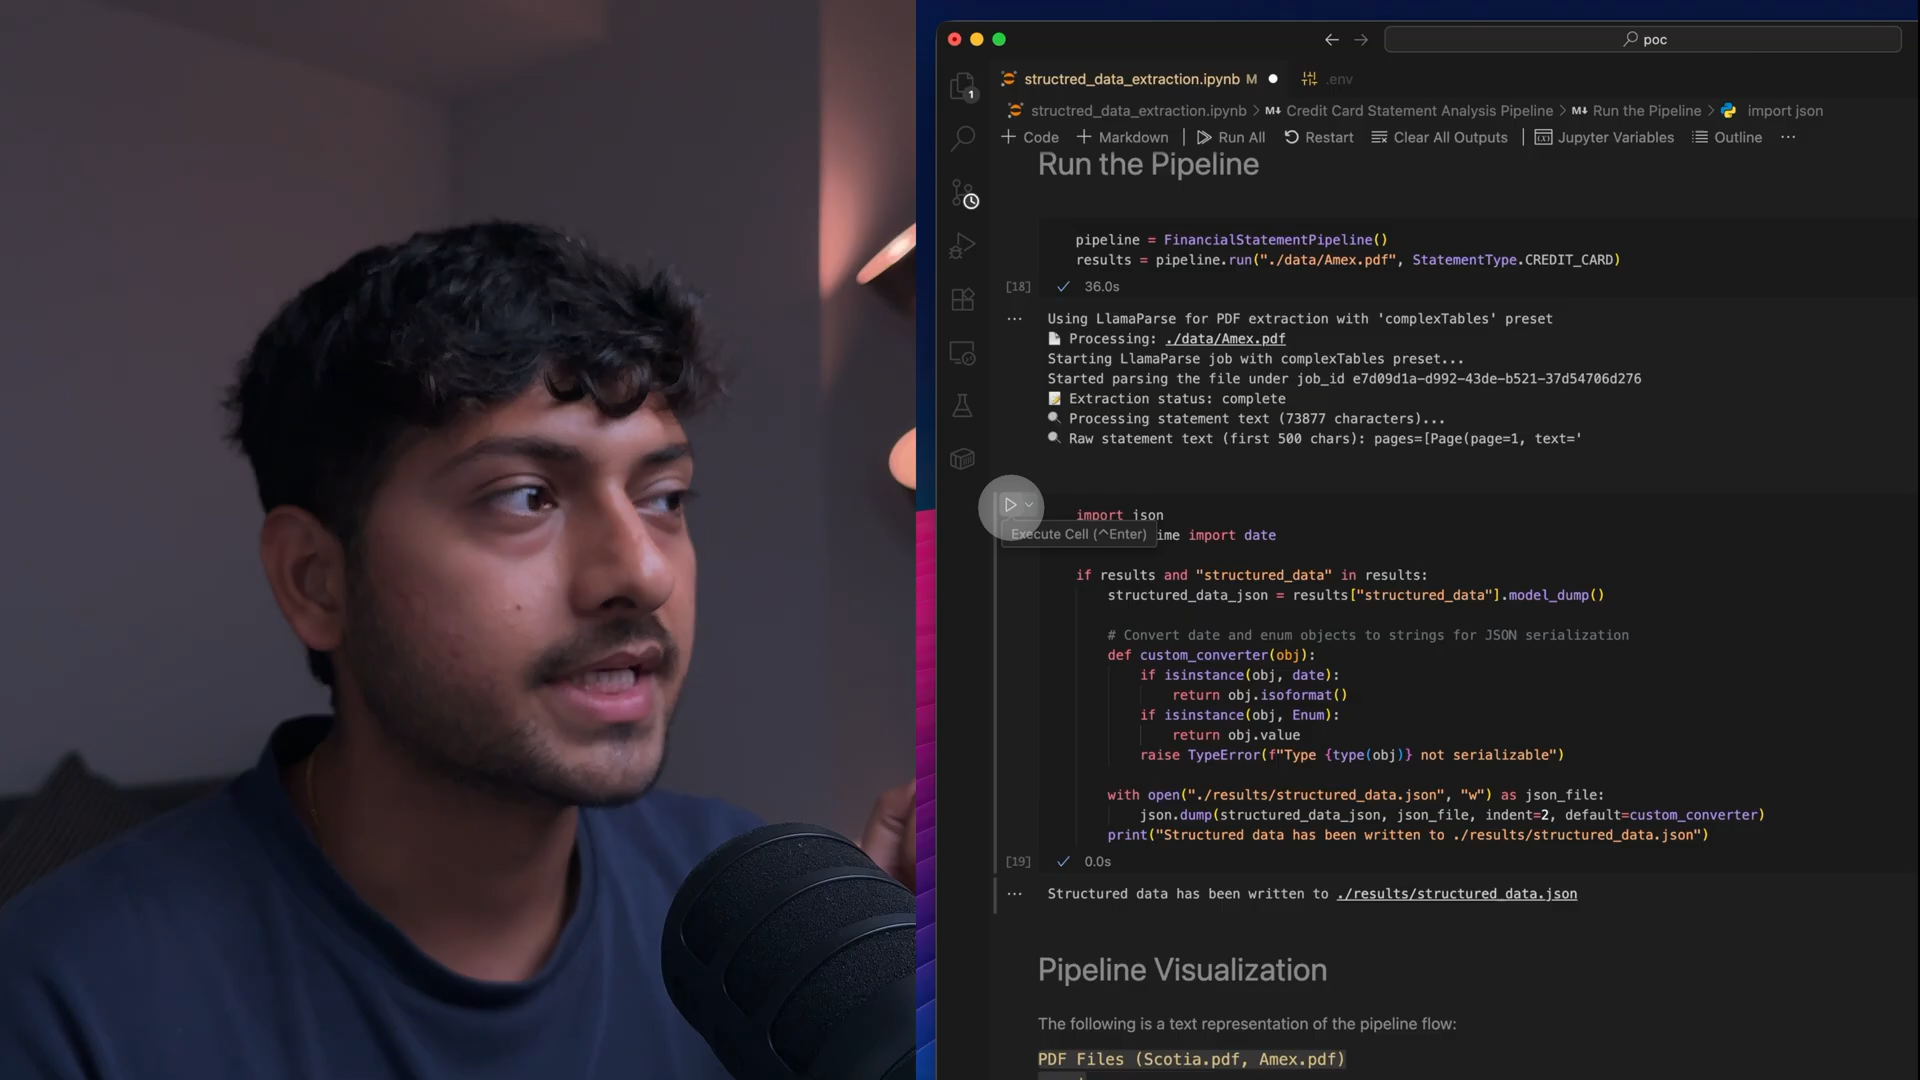 poc
structred_data_extraction.ipynb M
.env
1
structred_data_extraction.ipynb > M↓ Credit Card Statement Analysis Pipeline > M↓ Run the Pipeline > import json
+ Code + Markdown | Run All Restart Clear All Outputs | Jupyter Variables Outline ...
Run the Pipeline
pipeline = FinancialStatementPipeline()
results = pipeline.run("./data/Amex.pdf", StatementType.CREDIT_CARD)
[18] ✓ 36.0s
... Using LlamaParse for PDF extraction with 'complexTables' preset
Processing: ./data/Amex.pdf
Starting LlamaParse job with complexTables preset...
Started parsing the file under job_id e7d09d1a-d992-43de-b521-37d54706d276
Extraction status: complete
Processing statement text (73877 characters)...
Raw statement text (first 500 chars): pages=[Page(page=1, text='
import json
Execute Cell (^Enter)
ime import date
if results and "structured_data" in results:
structured_data_json = results["structured_data"].model_dump()
# Convert date and enum objects to strings for JSON serialization
def custom_converter(obj):
if isinstance(obj, date):
return obj.isoformat()
if isinstance(obj, Enum):
return obj.value
raise TypeError(f"Type {type(obj)} not serializable")
with open("./results/structured_data.json", "w") as json_file:
json.dump(structured_data_json, json_file, indent=2, default=custom_converter)
print("Structured data has been written to ./results/structured_data.json")
[19] ✓ 0.0s
... Structured data has been written to ./results/structured_data.json
Pipeline Visualization
The following is a text representation of the pipeline flow:
PDF Files (Scotia.pdf, Amex.pdf)